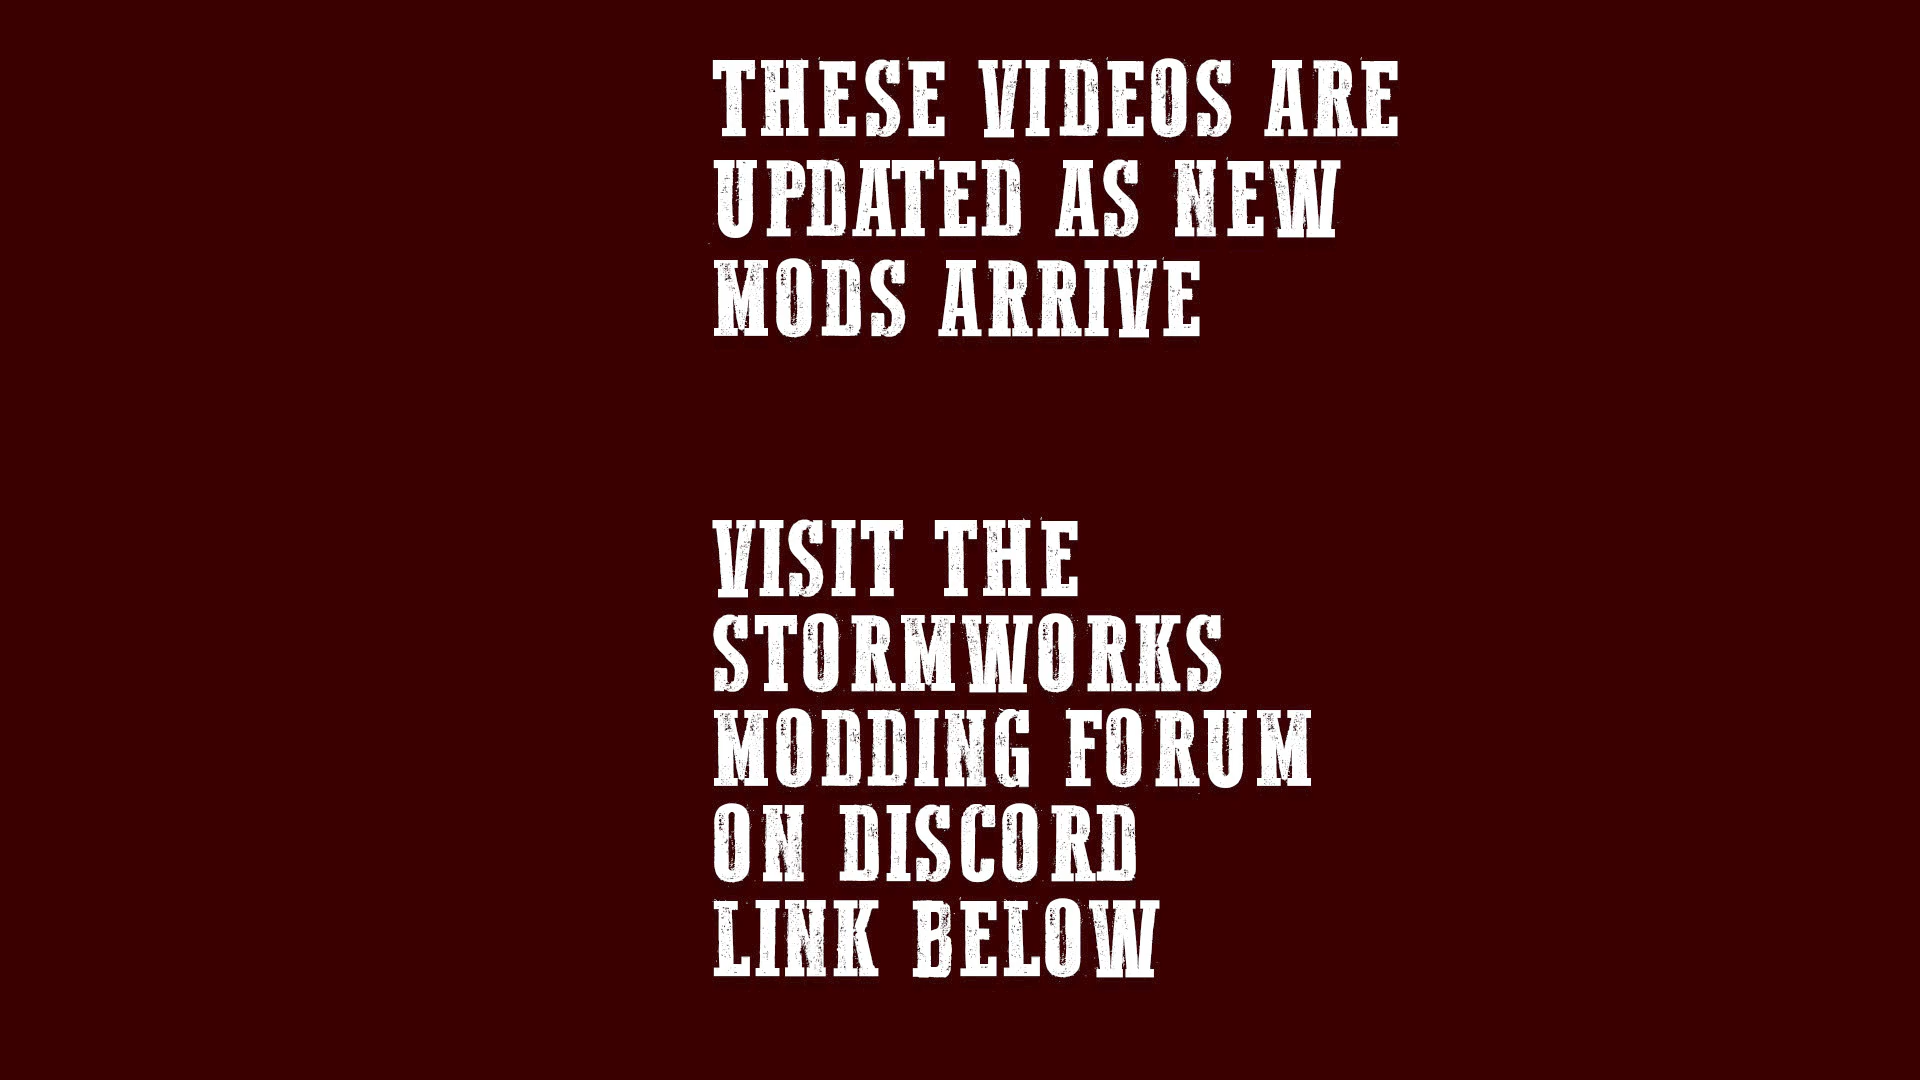 THESE VIDEOS ARE
UPDATED AS NEW
MODS ARRIVE
VISIT THE
STORMWORKS
MODDING FORUM
ON DISCORD
LINK BELOW